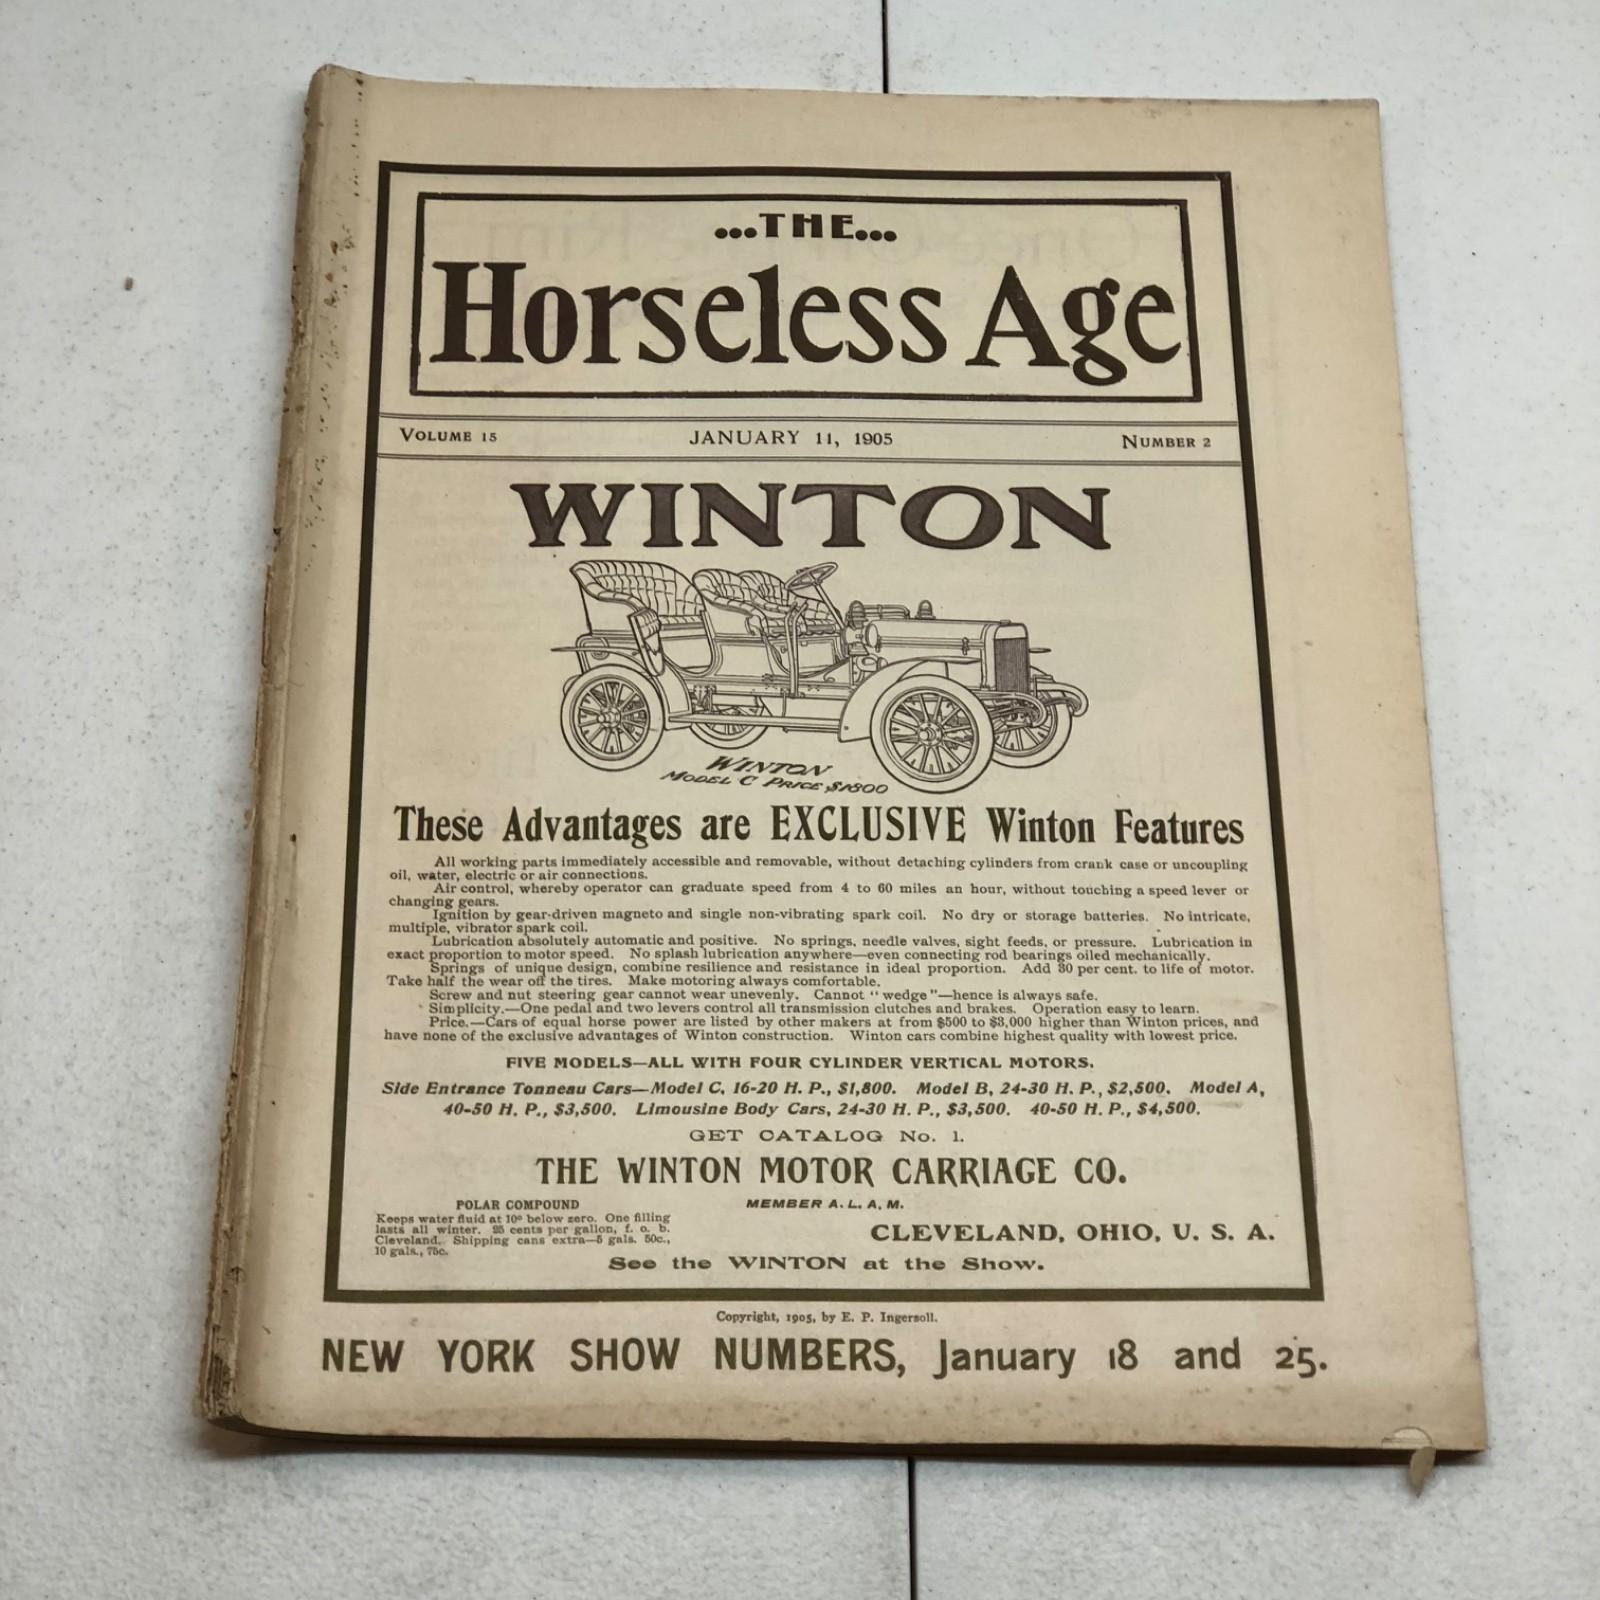 ...THE...
Horseless Age
VOLUME 15 JANUARY 11, 1905 NUMBER 2
WINTON
WINTON
MODEL C PRICE $1800
These Advantages are EXCLUSIVE Winton Features
All working parts immediately accessible and removable, without detaching cylinders from crank case or uncoupling
oil, water, electric or air connections.
Air control, whereby operator can graduate speed from 4 to 60 miles an hour, without touching a speed lever or
changing gears.
Ignition by gear-driven magneto and single non-vibrating spark coil. No dry or storage batteries. No intricate,
multiple, vibrator spark coil.
Lubrication absolutely automatic and positive. No springs, needle valves, sight feeds, or pressure. Lubrication in
exact proportion to motor speed. No splash lubrication anywhere—even connecting rod bearings oiled mechanically.
Springs of unique design, combine resilience and resistance in ideal proportion. Add 30 per cent. to life of motor.
Take half the wear off the tires. Make motoring always comfortable.
Screw and nut steering gear cannot wear unevenly. Cannot "wedge"—hence is always safe.
Simplicity.—One pedal and two levers control all transmission clutches and brakes. Operation easy to learn.
Price.—Cars of equal horse power are listed by other makers at from $500 to $3,000 higher than Winton prices, and
have none of the exclusive advantages of Winton construction. Winton cars combine highest quality with lowest price.
FIVE MODELS—ALL WITH FOUR CYLINDER VERTICAL MOTORS.
Side Entrance Tonneau Cars—Model C, 16-20 H. P., $1,800. Model B, 24-30 H. P., $2,500. Model A,
40-50 H. P., $3,500. Limousine Body Cars, 24-30 H. P., $3,500. 40-50 H. P., $4,500.
GET CATALOG No. 1.
THE WINTON MOTOR CARRIAGE CO.
POLAR COMPOUND
Keeps water fluid at 10° below zero. One filling
lasts all winter. 25 cents per gallon, f. o. b.
Cleveland. Shipping cans extra—5 gals. 50c.,
10 gals., 75c.
MEMBER A. L. A. M.
CLEVELAND, OHIO, U. S. A.
See the WINTON at the Show.
Copyright, 1905, by E. P. Ingersoll.
NEW YORK SHOW NUMBERS, January 18 and 25.